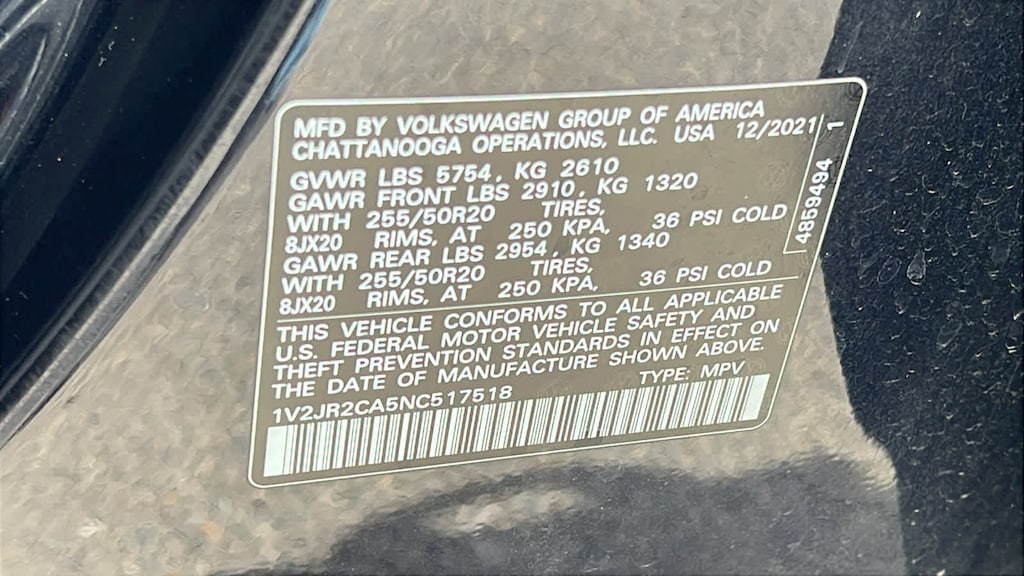 MFD BY VOLKSWAGEN GROUP OF AMERICA
CHATTANOOGA OPERATIONS, LLC. USA 12/2021
GVWR LBS 5754, KG 2610
GAWR FRONT LBS 2910, KG 1320
WITH 255/50R20 TIRES,
8JX20 RIMS, AT 250 KPA, 36 PSI COLD
GAWR REAR LBS 2954, KG 1340
WITH 255/50R20 TIRES,
8JX20 RIMS, AT 250 KPA, 36 PSI COLD
THIS VEHICLE CONFORMS TO ALL APPLICABLE
U.S. FEDERAL MOTOR VEHICLE SAFETY AND
THEFT PREVENTION STANDARDS IN EFFECT ON
THE DATE OF MANUFACTURE SHOWN ABOVE.
1V2JR2CA5NC517518 TYPE: MPV
4859494 1